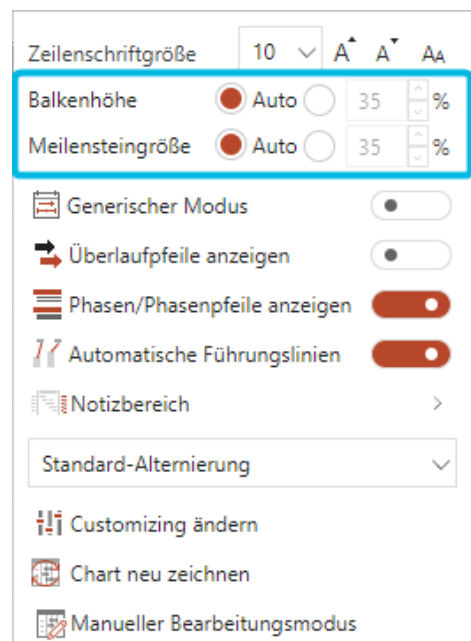 Zeilenschriftgröße 10 A A AA
Balkenhöhe Auto 35 %
Meilensteingröße Auto 35 %
Generischer Modus
Überlaufpfeile anzeigen
Phasen/Phasenpfeile anzeigen
Automatische Führungslinien
Notizbereich
Standard-Alternierung
Customizing ändern
Chart neu zeichnen
Manueller Bearbeitungsmodus